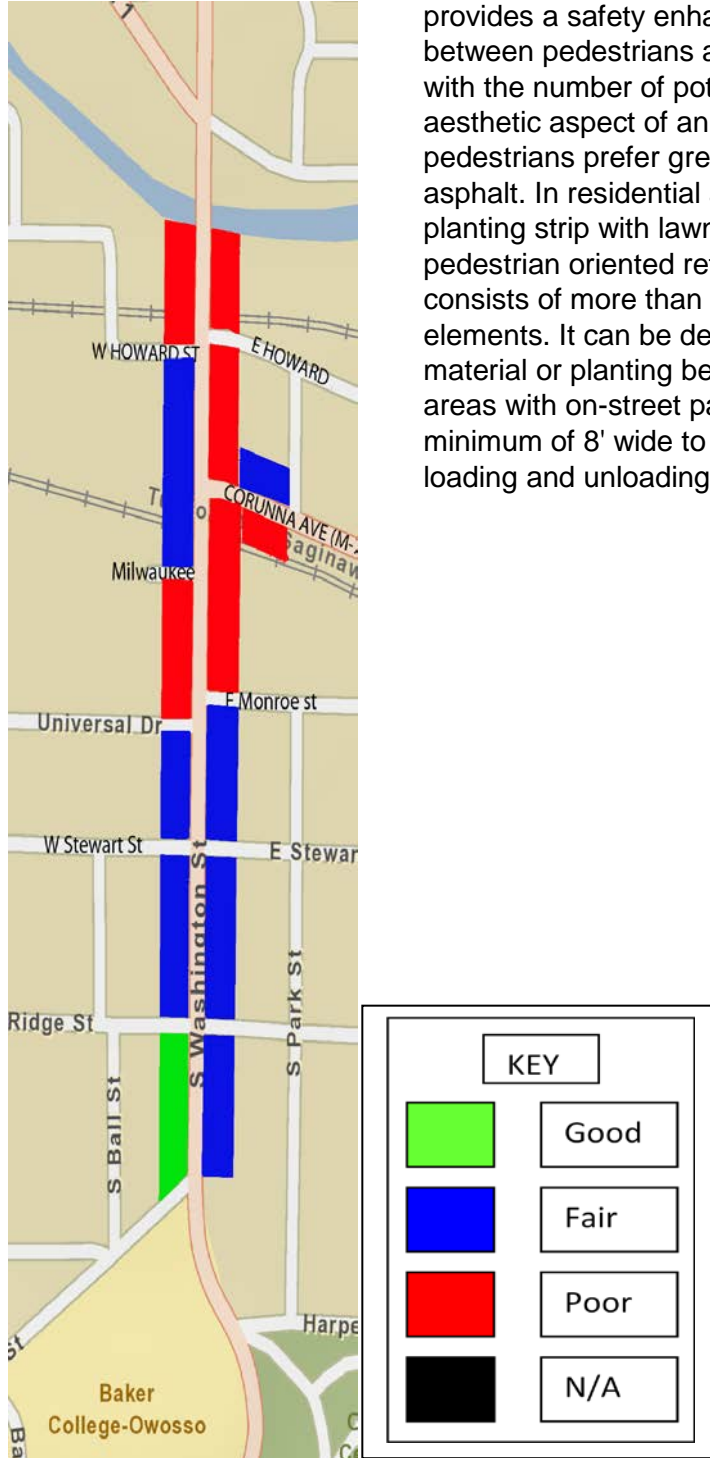 provides a safety enha
between pedestrians a
with the number of pot
aesthetic aspect of an
pedestrians prefer gre
asphalt. In residential
planting strip with lawn
pedestrian oriented ret
consists of more than
elements. It can be de
material or planting be
areas with on-street pa
minimum of 8' wide to
loading and unloading
W HOWARD ST
E HOWARD
CORUNNA AVE (M-
Saginaw
Milwaukee
E Monroe st
Universal Dr
W Stewart St
E Stewar
S Washington St
Ridge St
S Park St
S Ball St
Harpe
St
Baker
College-Owosso
Ba
KEY
Good
Fair
Poor
N/A